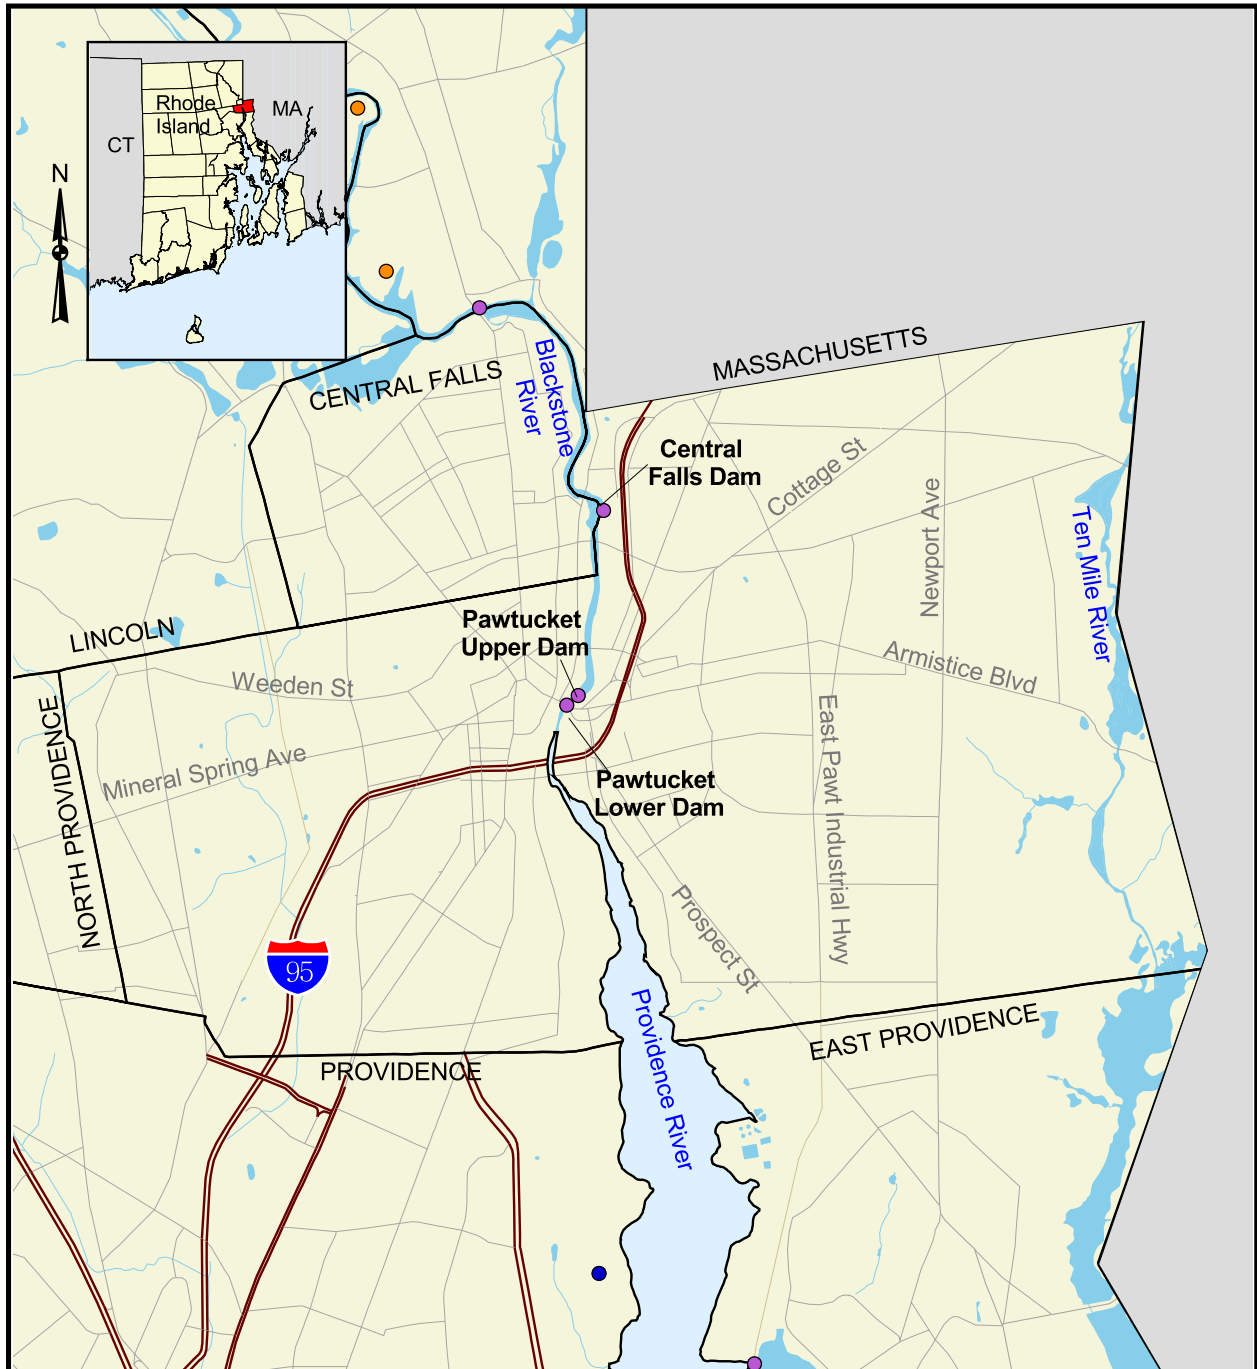 Rhode
Island
MA
CT
N
CENTRAL FALLS
Blackstone
River
MASSACHUSETTS
Central
Falls Dam
Cottage St
Newport Ave
Ten Mile River
LINCOLN
Pawtucket
Upper Dam
Weeden St
Armistice Blvd
NORTH PROVIDENCE
Mineral Spring Ave
Pawtucket
Lower Dam
East Pawt Industrial Hwy
Prospect St
95
Providence River
EAST PROVIDENCE
PROVIDENCE